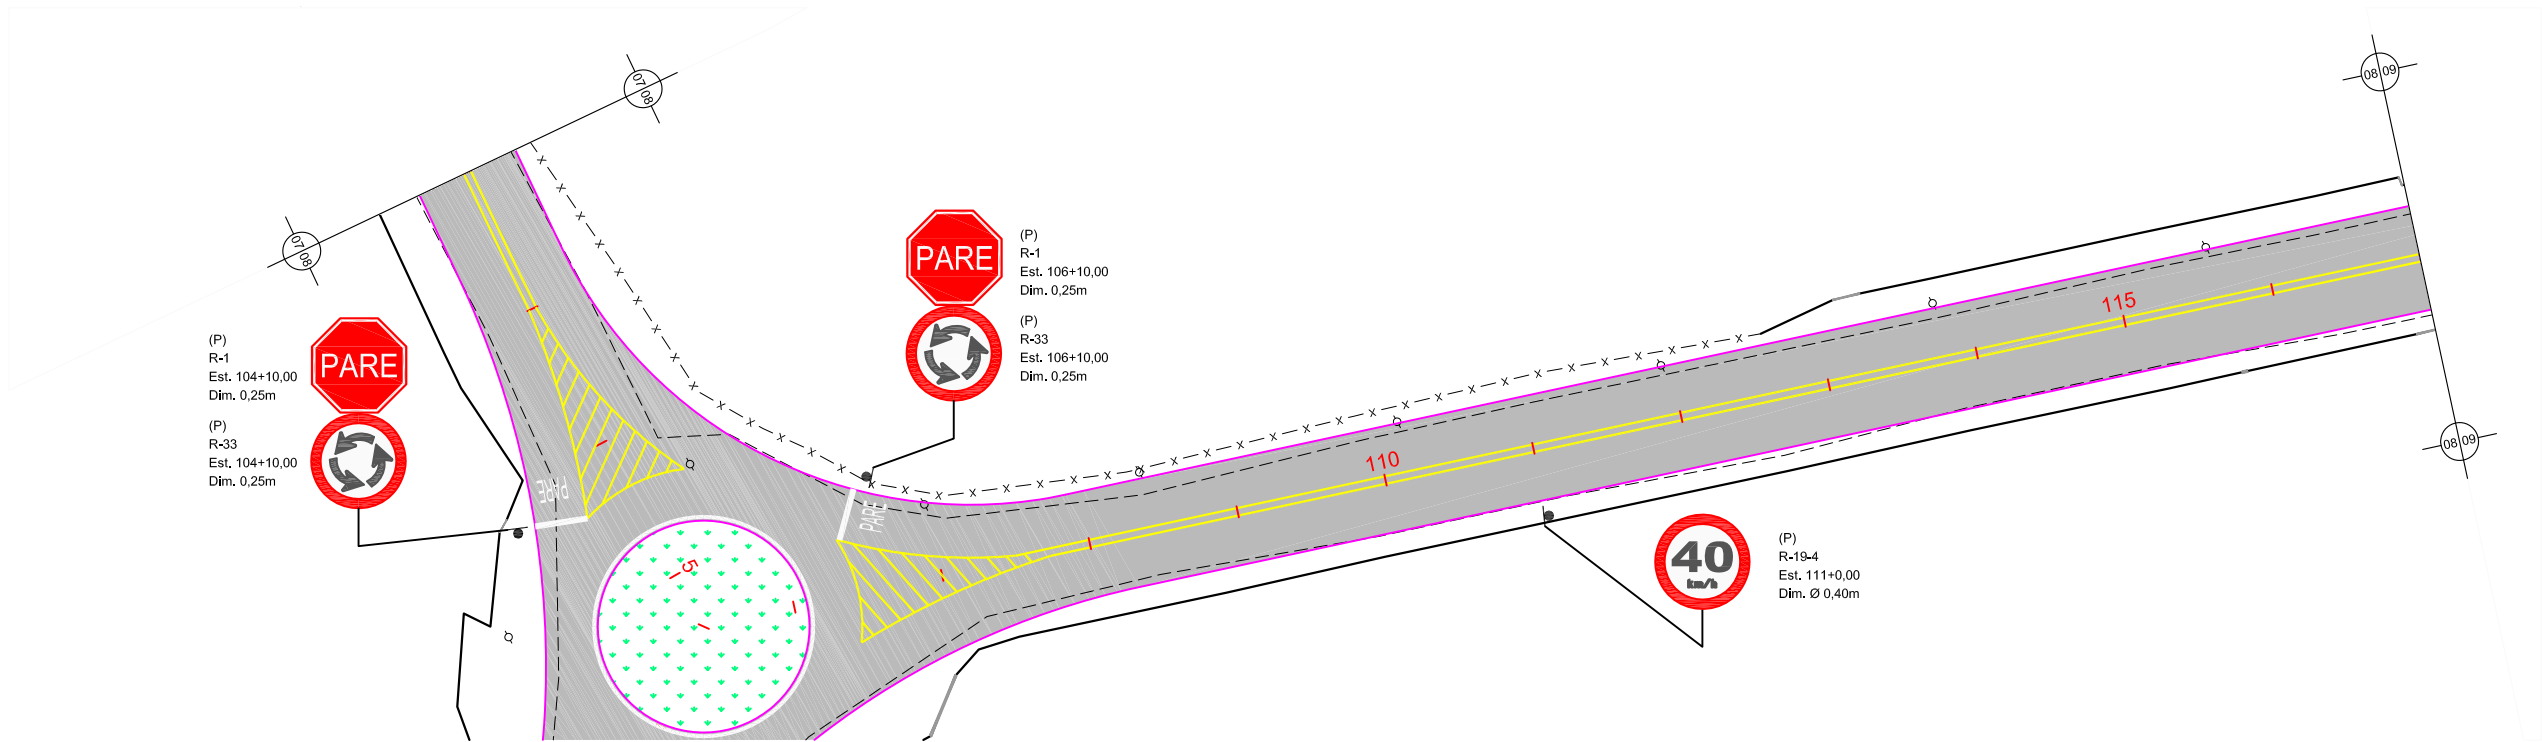 07 08
07 08
08 09
08 09
(P)
R-1
Est. 104+10,00
Dim. 0,25m
PARE
(P)
R-33
Est. 104+10,00
Dim. 0,25m
PARE
(P)
R-1
Est. 106+10,00
Dim. 0,25m
(P)
R-33
Est. 106+10,00
Dim. 0,25m
PARE
PARE
5
110
115
40
km/h
(P)
R-19-4
Est. 111+0,00
Dim. Ø 0,40m